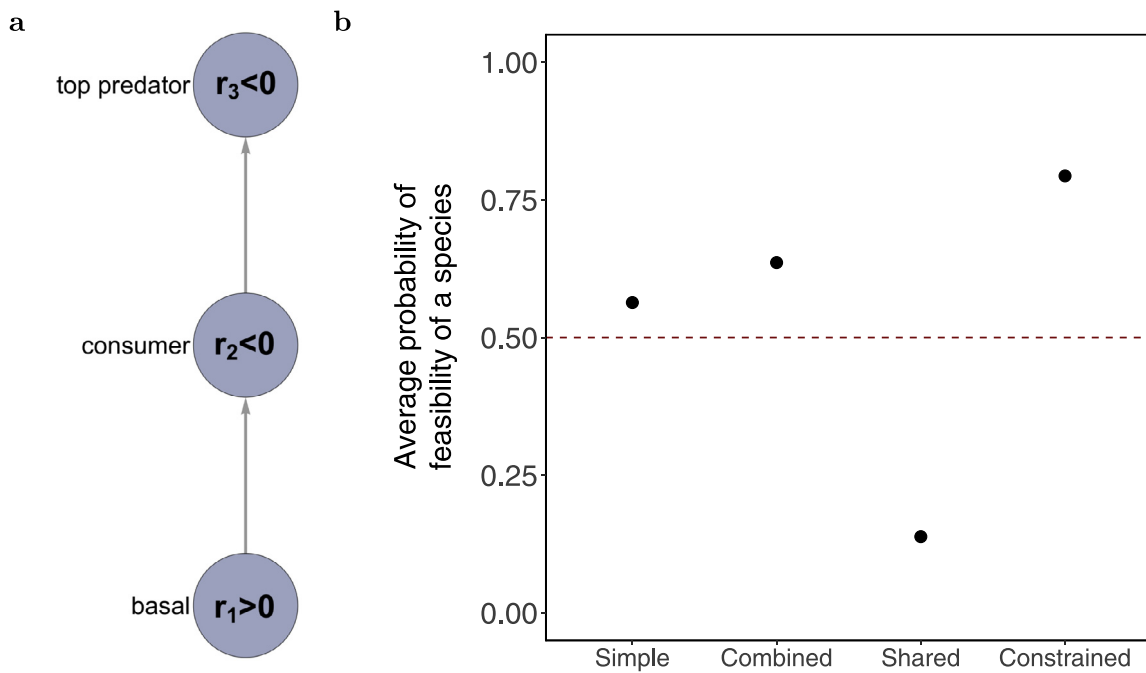 a
top predator
r₃<0
consumer
r₂<0
basal
r₁>0
b
Average probability of
feasibility of a species
1.00
0.75
0.50
0.25
0.00
Simple
Combined
Shared
Constrained